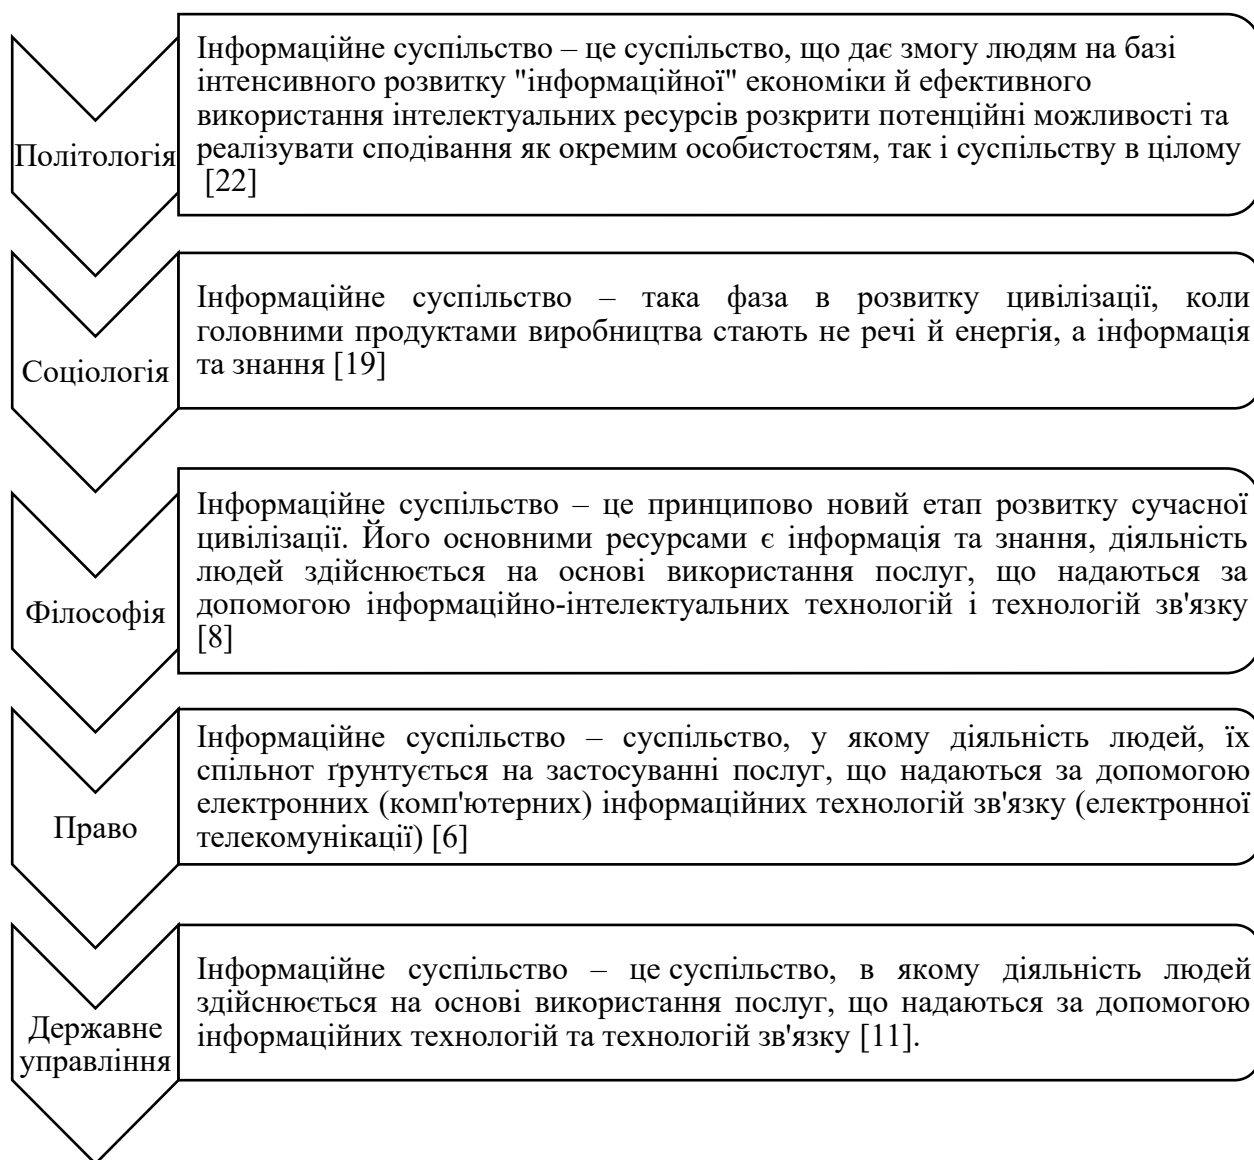 Політологія
Інформаційне суспільство – це суспільство, що дає змогу людям на базі
інтенсивного розвитку "інформаційної" економіки й ефективного
використання інтелектуальних ресурсів розкрити потенційні можливості та
реалізувати сподівання як окремим особистостям, так і суспільству в цілому
[22]
Соціологія
Інформаційне суспільство – така фаза в розвитку цивілізації, коли
головними продуктами виробництва стають не речі й енергія, а інформація
та знання [19]
Філософія
Інформаційне суспільство – це принципово новий етап розвитку сучасної
цивілізації. Його основними ресурсами є інформація та знання, діяльність
людей здійснюється на основі використання послуг, що надаються за
допомогою інформаційно-інтелектуальних технологій і технологій зв'язку
[8]
Право
Інформаційне суспільство – суспільство, у якому діяльність людей, їх
спільнот ґрунтується на застосуванні послуг, що надаються за допомогою
електронних (комп'ютерних) інформаційних технологій зв'язку (електронної
телекомунікації) [6]
Державне
управління
Інформаційне суспільство – це суспільство, в якому діяльність людей
здійснюється на основі використання послуг, що надаються за допомогою
інформаційних технологій та технологій зв'язку [11].